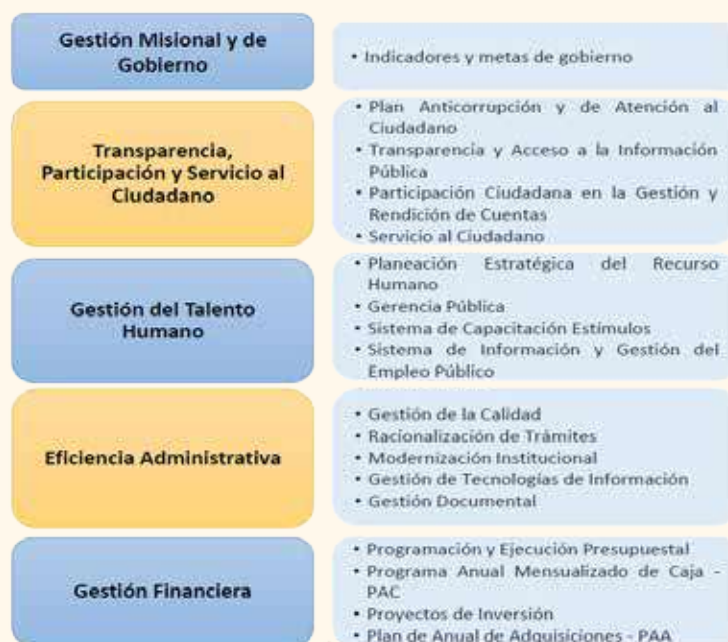 Gestión Misional y de
Gobierno
• Indicadores y metas de gobierno
Transparencia,
Participación y Servicio al
Ciudadano
• Plan Anticorrupción y de Atención al
Ciudadano
• Transparencia y Acceso a la Información
Pública
• Participación Ciudadana en la Gestión y
Rendición de Cuentas
• Servicio al Ciudadano
Gestión del Talento
Humano
• Planeación Estratégica del Recurso
Humano
• Gerencia Pública
• Sistema de Capacitación Estímulos
• Sistema de Información y Gestión del
Empleo Público
Eficiencia Administrativa
• Gestión de la Calidad
• Racionalización de Trámites
• Modernización Institucional
• Gestión de Tecnologías de Información
• Gestión Documental
Gestión Financiera
• Programación y Ejecución Presupuestal
• Programa Anual Mensualizado de Caja -
PAC
• Proyectos de Inversión
• Plan de Anual de Adquisiciones - PAA